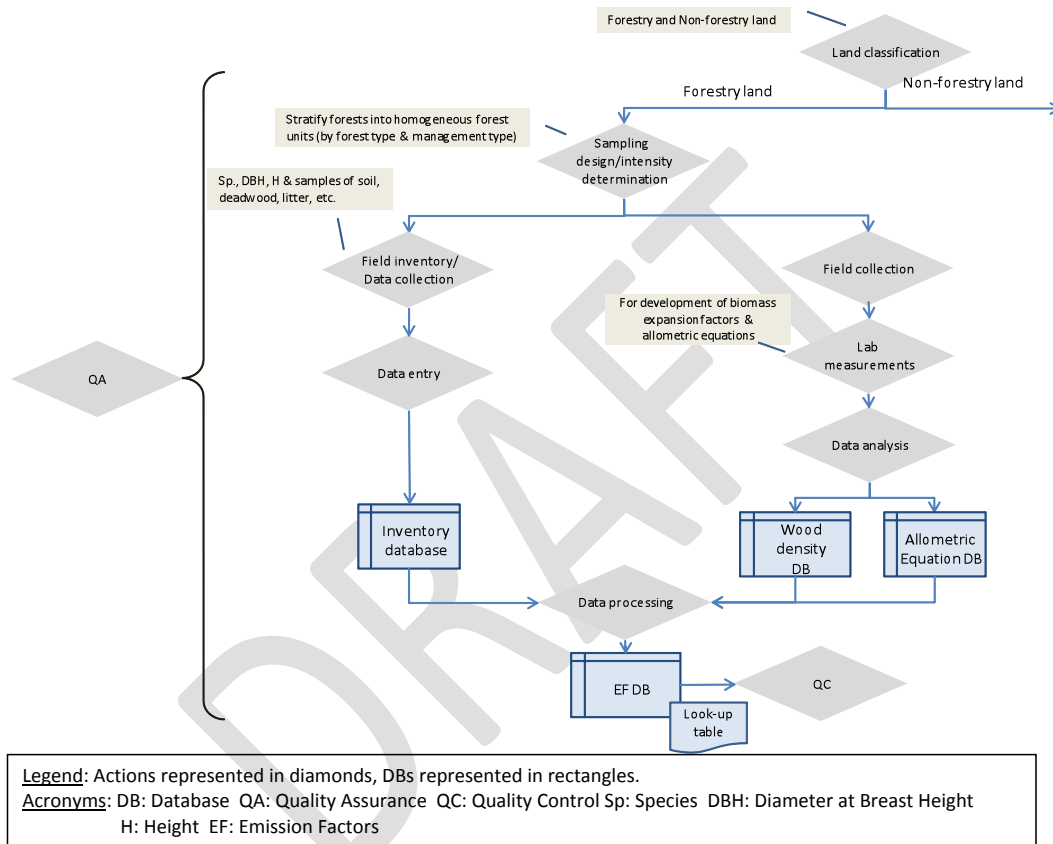 Forestry and Non-forestry land
Land classification
Non-forestry land
Forestry land
Stratify forests into homogeneous forest
units (by forest type & management type)
Sampling
design/intensity
determination
Sp., DBH, H & samples of soil,
deadwood, litter, etc.
Field inventory/
Data collection
Field collection
For development of biomass
expansion factors &
allometric equations
Lab
measurements
QA
Data entry
Data analysis
Inventory
database
Wood
density
DB
Allometric
Equation DB
Data processing
EF DB
QC
Look-up
table
DRAFT
Legend: Actions represented in diamonds, DBs represented in rectangles.
Acronyms: DB: Database QA: Quality Assurance QC: Quality Control Sp: Species DBH: Diameter at Breast Height
H: Height EF: Emission Factors